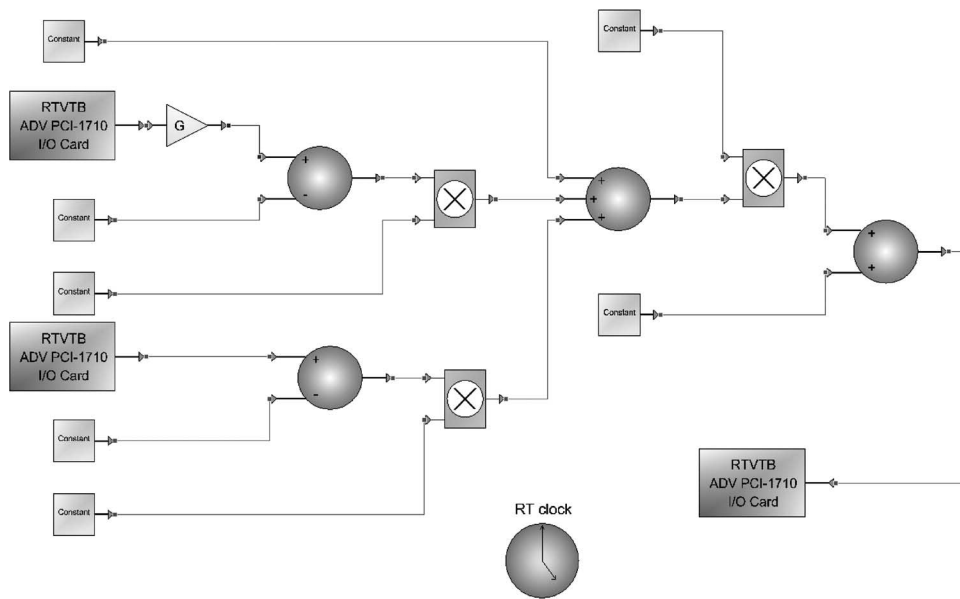 Constant
Constant
RTVTB
ADV PCI-1710
I/O Card
G
+
-
Constant
+
+
+
Constant
+
+
Constant
RTVTB
ADV PCI-1710
I/O Card
+
-
Constant
Constant
RTVTB
ADV PCI-1710
I/O Card
RT clock